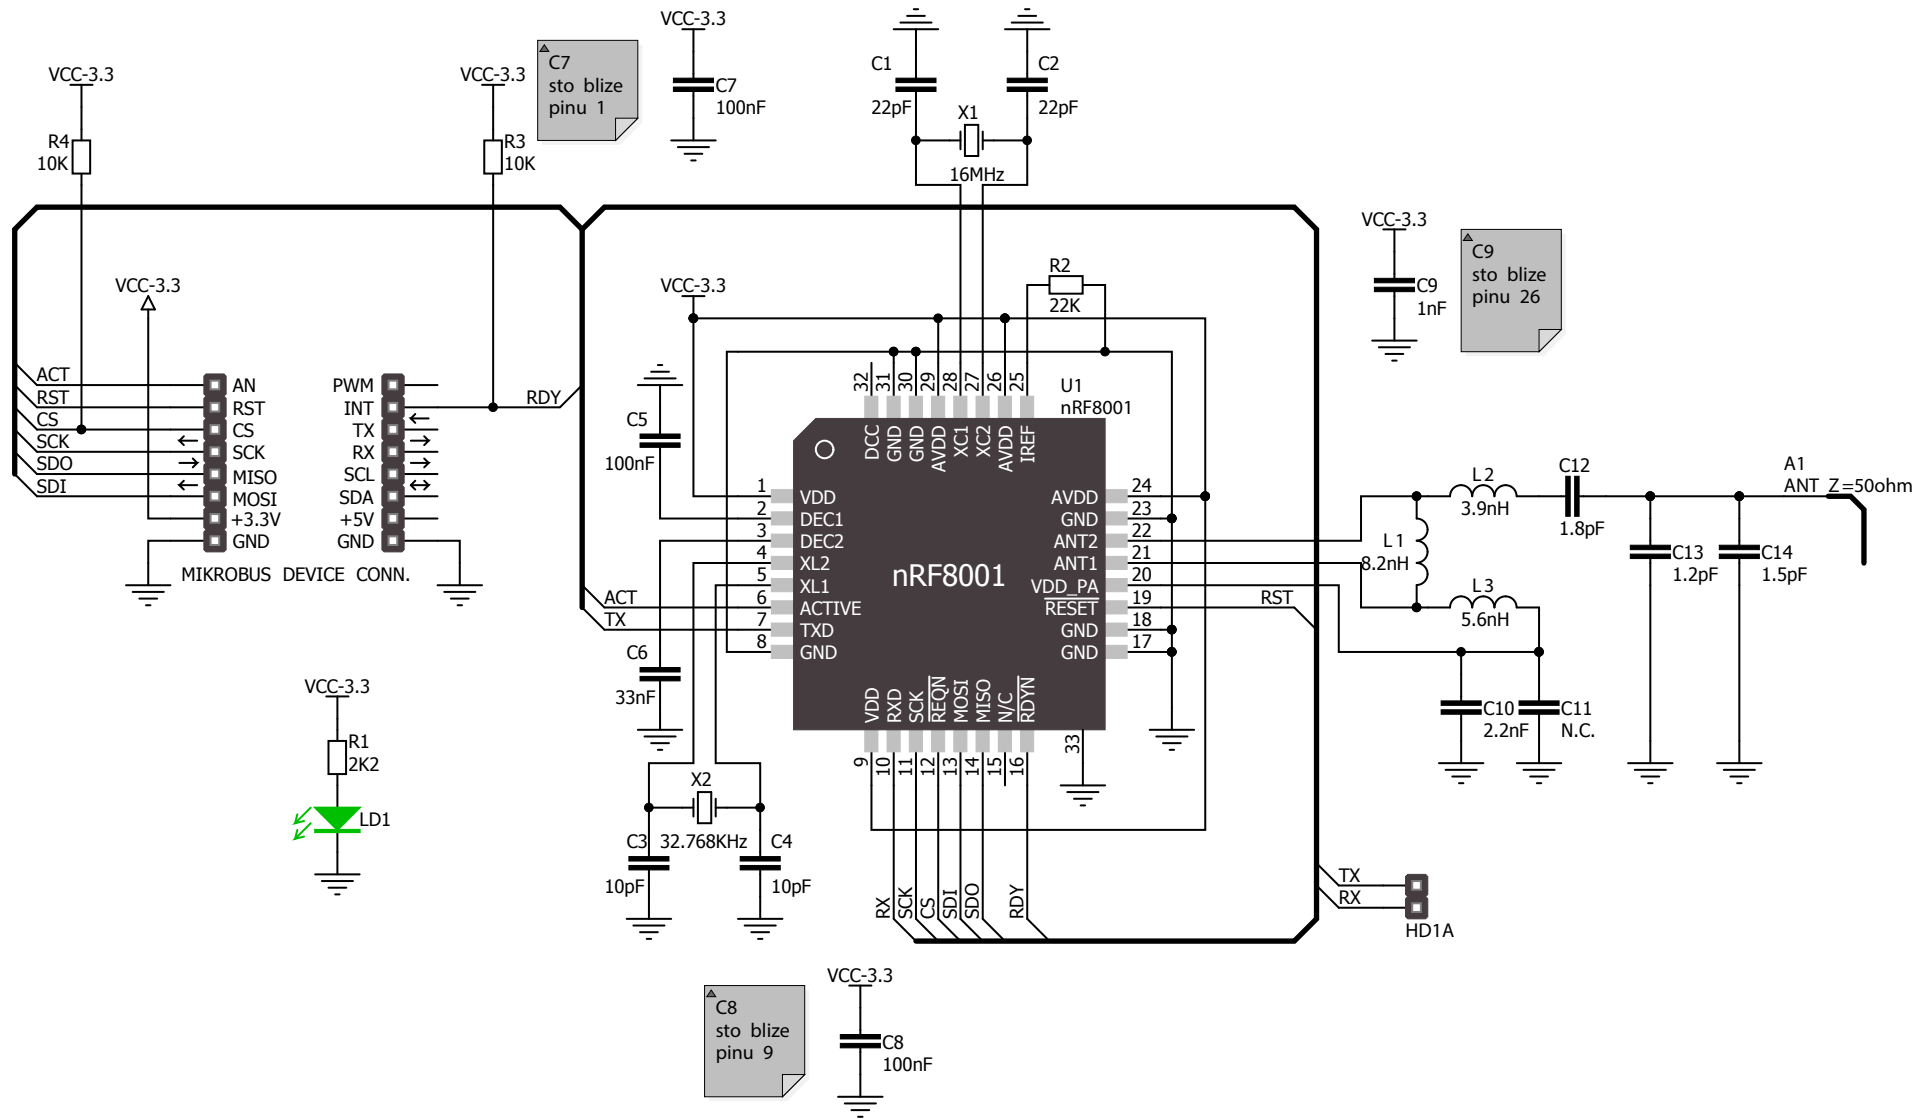 VCC-3.3
R4
10K
VCC-3.3
R3
10K
C7
sto blize
pinu 1
VCC-3.3
C7
100nF
C1
22pF
C2
22pF
X1
16MHz
VCC-3.3
C9
1nF
C9
sto blize
pinu 26
VCC-3.3
ACT
RST
CS
SCK
SDO
SDI
AN
RST
CS
SCK
MISO
MOSI
+3.3V
GND
PWM
INT
TX
RX
SCL
SDA
+5V
GND
RDY
MIKROBUS DEVICE CONN.
VCC-3.3
R2
22K
C5
100nF
U1
nRF8001
32
31
30
29
28
27
26
25
DCC
GND
GND
AVDD
XC1
XC2
AVDD
IREF
1
2
3
4
5
6
7
8
VDD
DEC1
DEC2
XL2
XL1
ACTIVE
TXD
GND
nRF8001
AVDD
GND
ANT2
ANT1
VDD_PA
RESET
GND
GND
24
23
22
21
20
19
18
17
VDD
RXD
SCK
REQN
MOSI
MISO
N/C
RDYN
9
10
11
12
13
14
15
16
33
ACT
TX
RST
C6
33nF
X2
32.768KHz
C3
10pF
C4
10pF
RX
SCK
CS
SDI
SDO
RDY
L1
8.2nH
L2
3.9nH
L3
5.6nH
C12
1.8pF
A1
ANT Z=50ohm
C13
1.2pF
C14
1.5pF
C10
2.2nF
C11
N.C.
VCC-3.3
R1
2K2
LD1
TX
RX
HD1A
C8
sto blize
pinu 9
VCC-3.3
C8
100nF